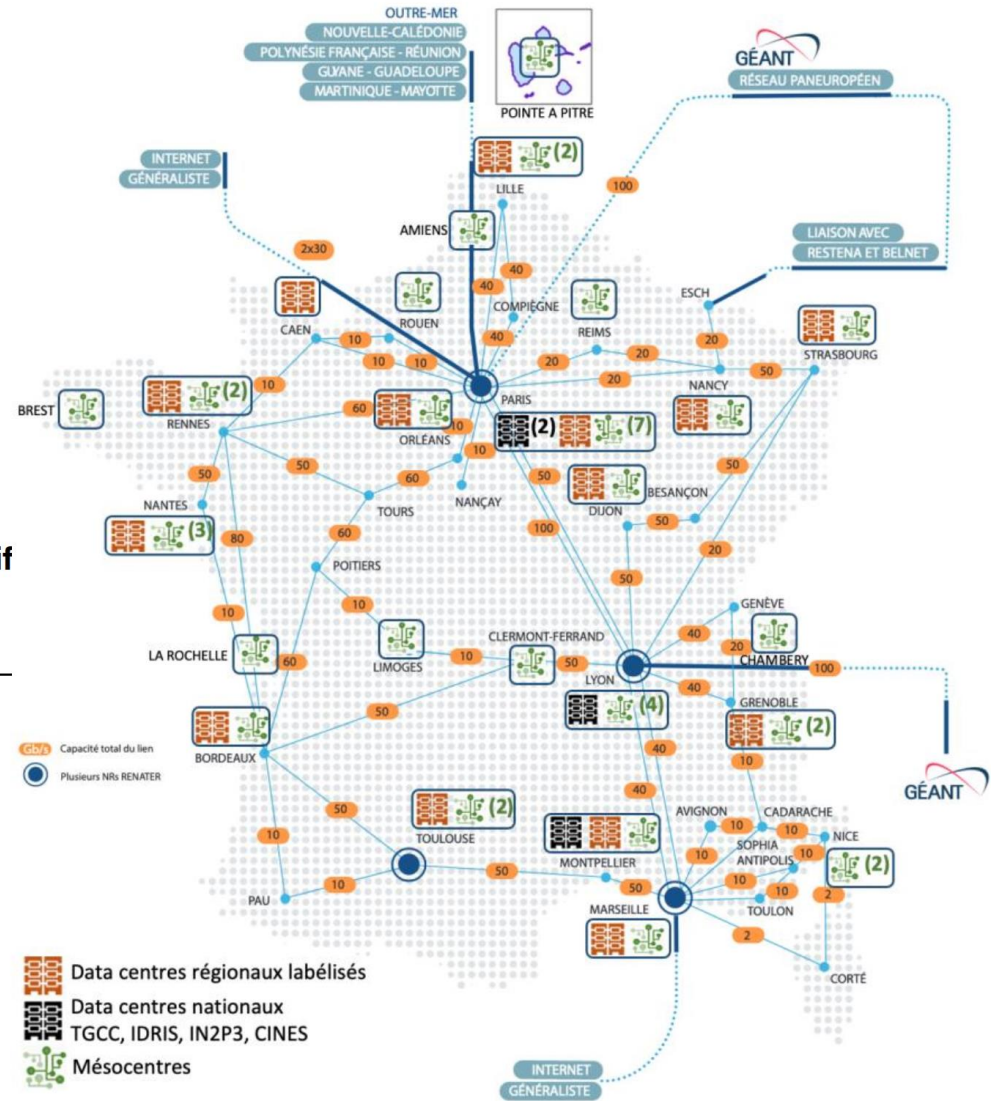 OUTRE-MER
NOUVELLE-CALÉDONIE
POLYNÉSIE FRANÇAISE - RÉUNION
GUYANE - GUADELOUPE
MARTINIQUE - MAYOTTE
POINTE A PITRE
GÉANT
RÉSEAU PANEUROPÉEN
INTERNET
GÉNÉRALISTE
(2)
LILLE
100
AMIENS
LIAISON AVEC
RESTENA ET BELNET
2x30
40
40
ESCH
CAEN
ROUEN
COMPIÈGNE
REIMS
STRASBOURG
10
40
20
10
10
20
20
20
50
NANCY
10
PARIS
BREST
(2)
RENNES
60
ORLÉANS
10
(2)
(7)
10
50
50
60
NANÇAY
50
DIJON
BESANÇON
50
NANTES
TOURS
50
(3)
80
60
100
20
if
POITIERS
50
10
10
GENÈVE
40
20
LA ROCHELLE
60
LIMOGES
10
CLERMONT-FERRAND
50
LYON
CHAMBERY
100
40
GRENOBLE
(4)
(2)
50
BORDEAUX
40
10
Gb/s Capacité total du lien
Plusieurs NRs RENATER
GÉANT
40
50
(2)
TOULOUSE
AVIGNON
CADARACHE
10
10
NICE
10
MONTPELLIER
10
SOPHIA
ANTIPOLIS
10
(2)
50
50
10
10
2
PAU
10
MARSEILLE
TOULON
2
CORTÉ
Data centres régionaux labélisés
Data centres nationaux
TGCC, IDRIS, IN2P3, CINES
Mésocentres
INTERNET
GÉNÉRALISTE